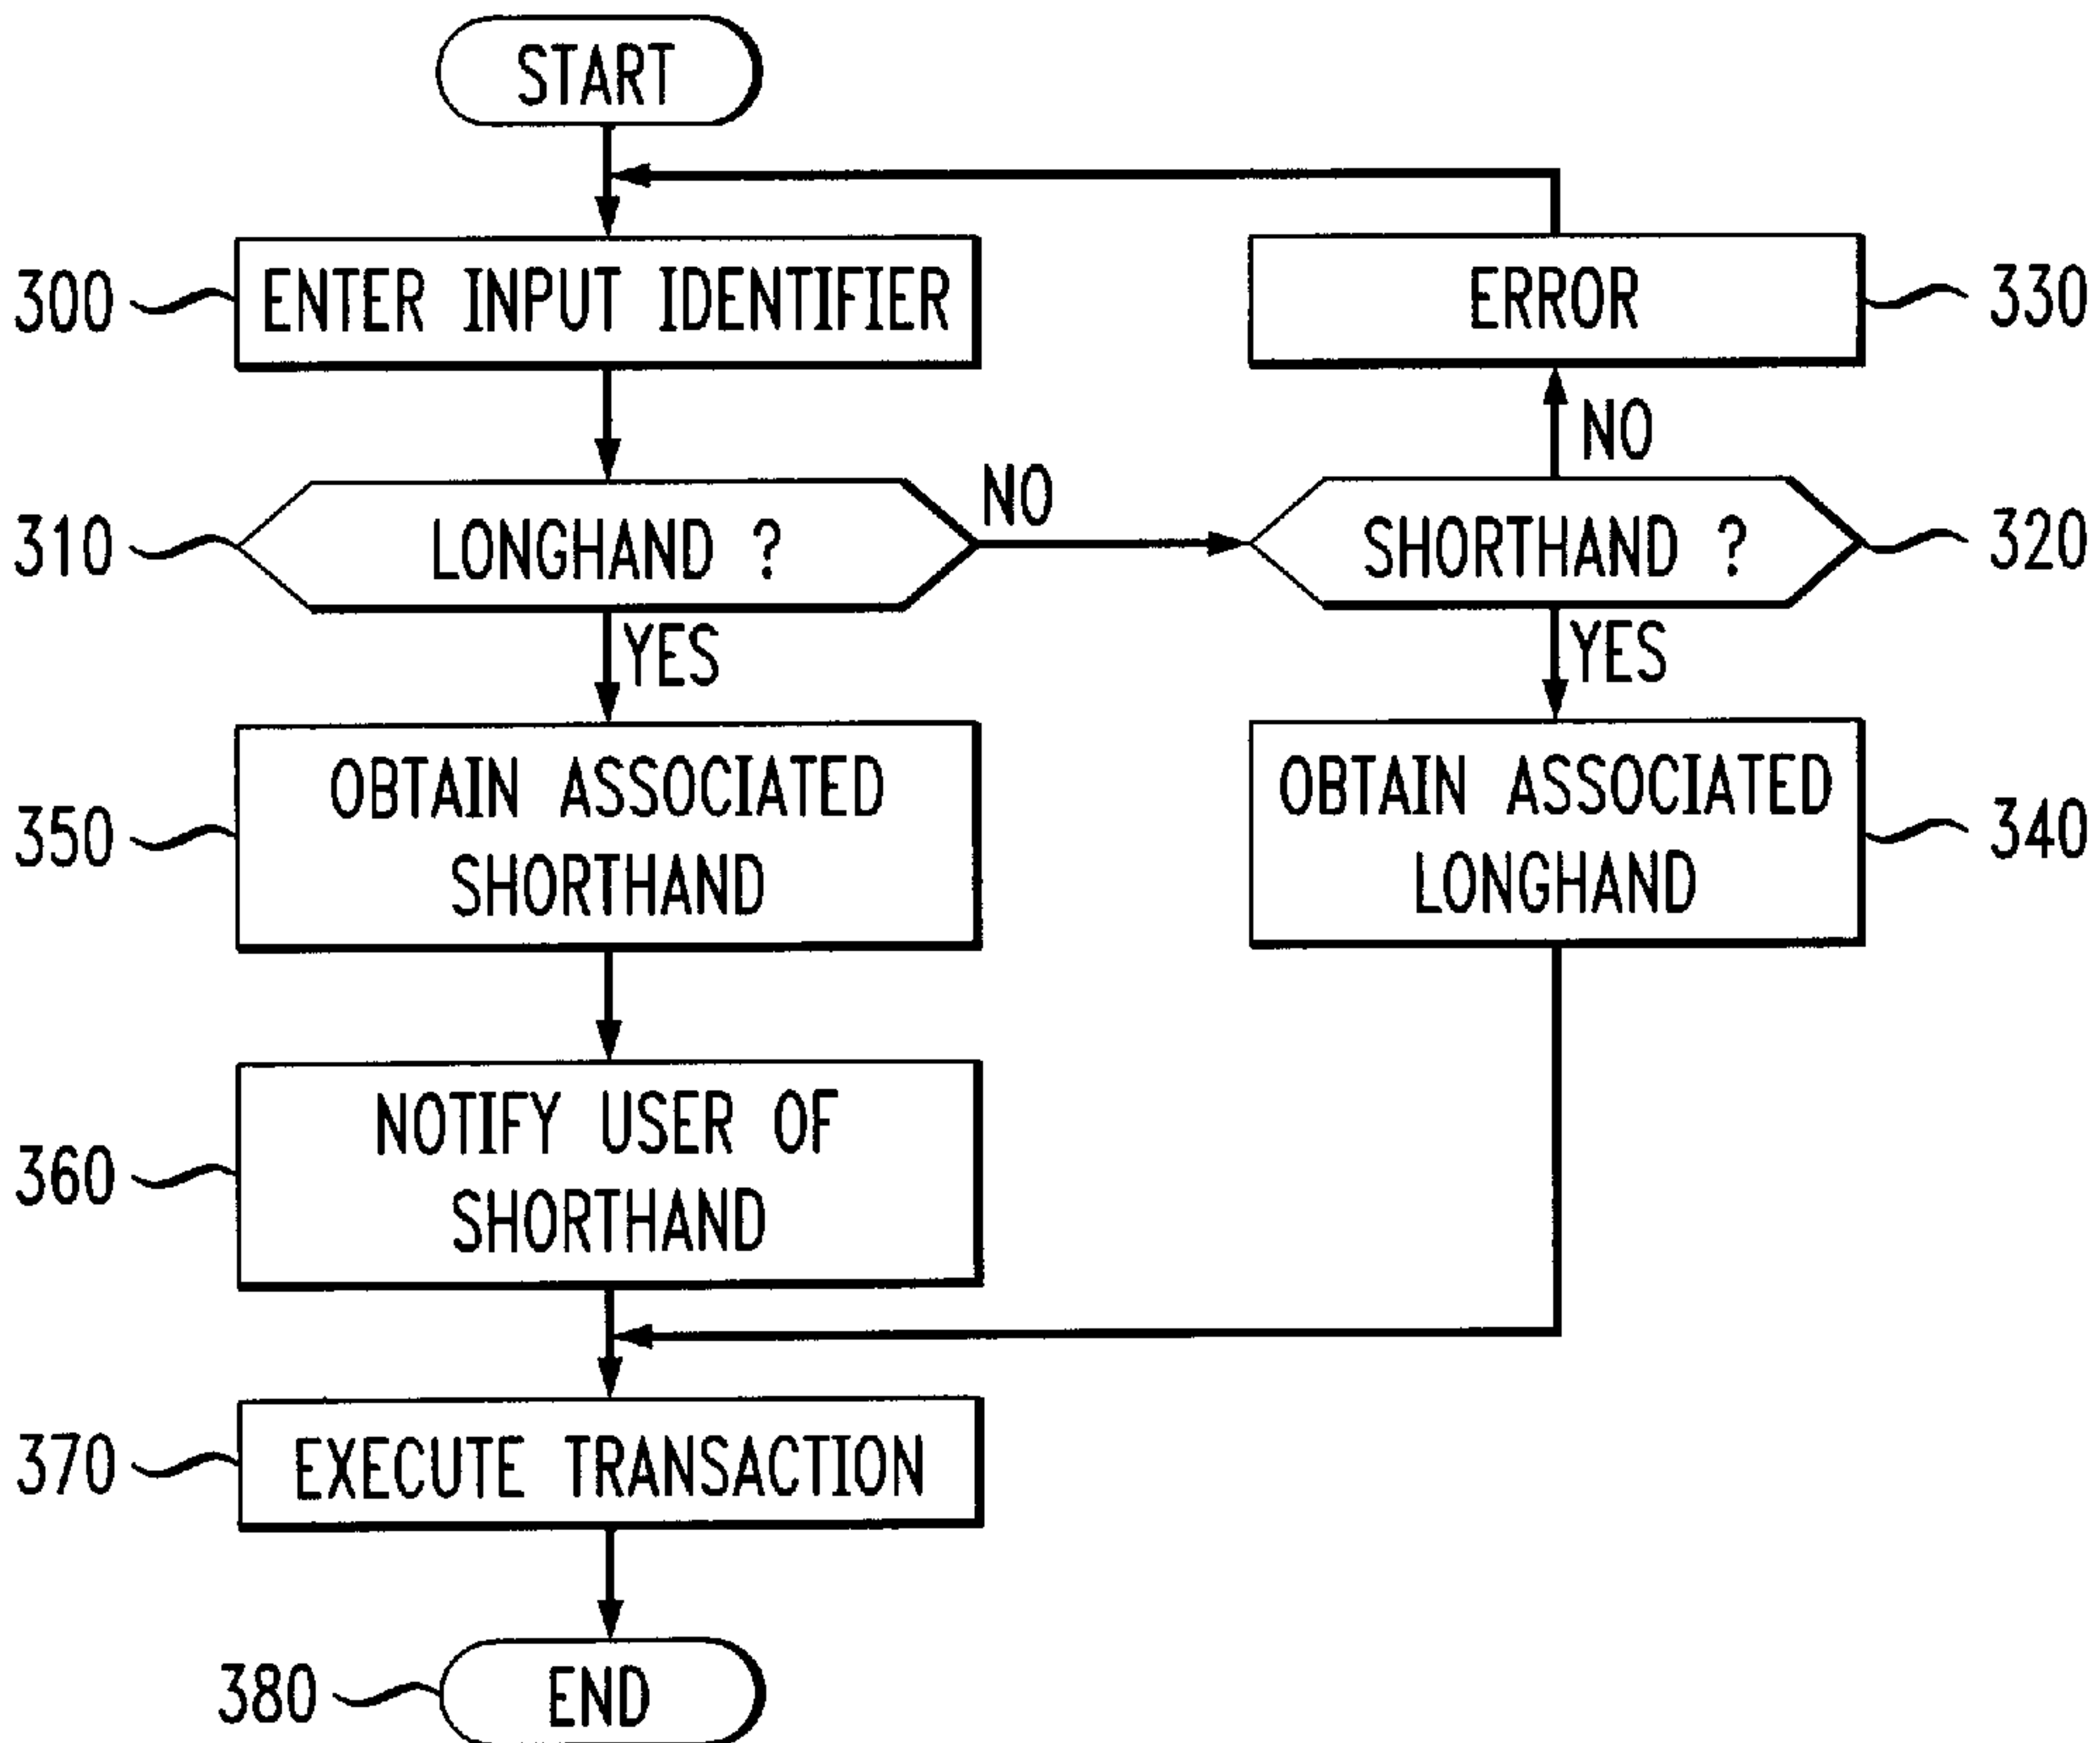 START
300
ENTER INPUT IDENTIFIER
ERROR
330
NO
310
LONGHAND ?
NO
SHORTHAND ?
320
YES
YES
350
OBTAIN ASSOCIATED
SHORTHAND
OBTAIN ASSOCIATED
LONGHAND
340
360
NOTIFY USER OF
SHORTHAND
370
EXECUTE TRANSACTION
380
END